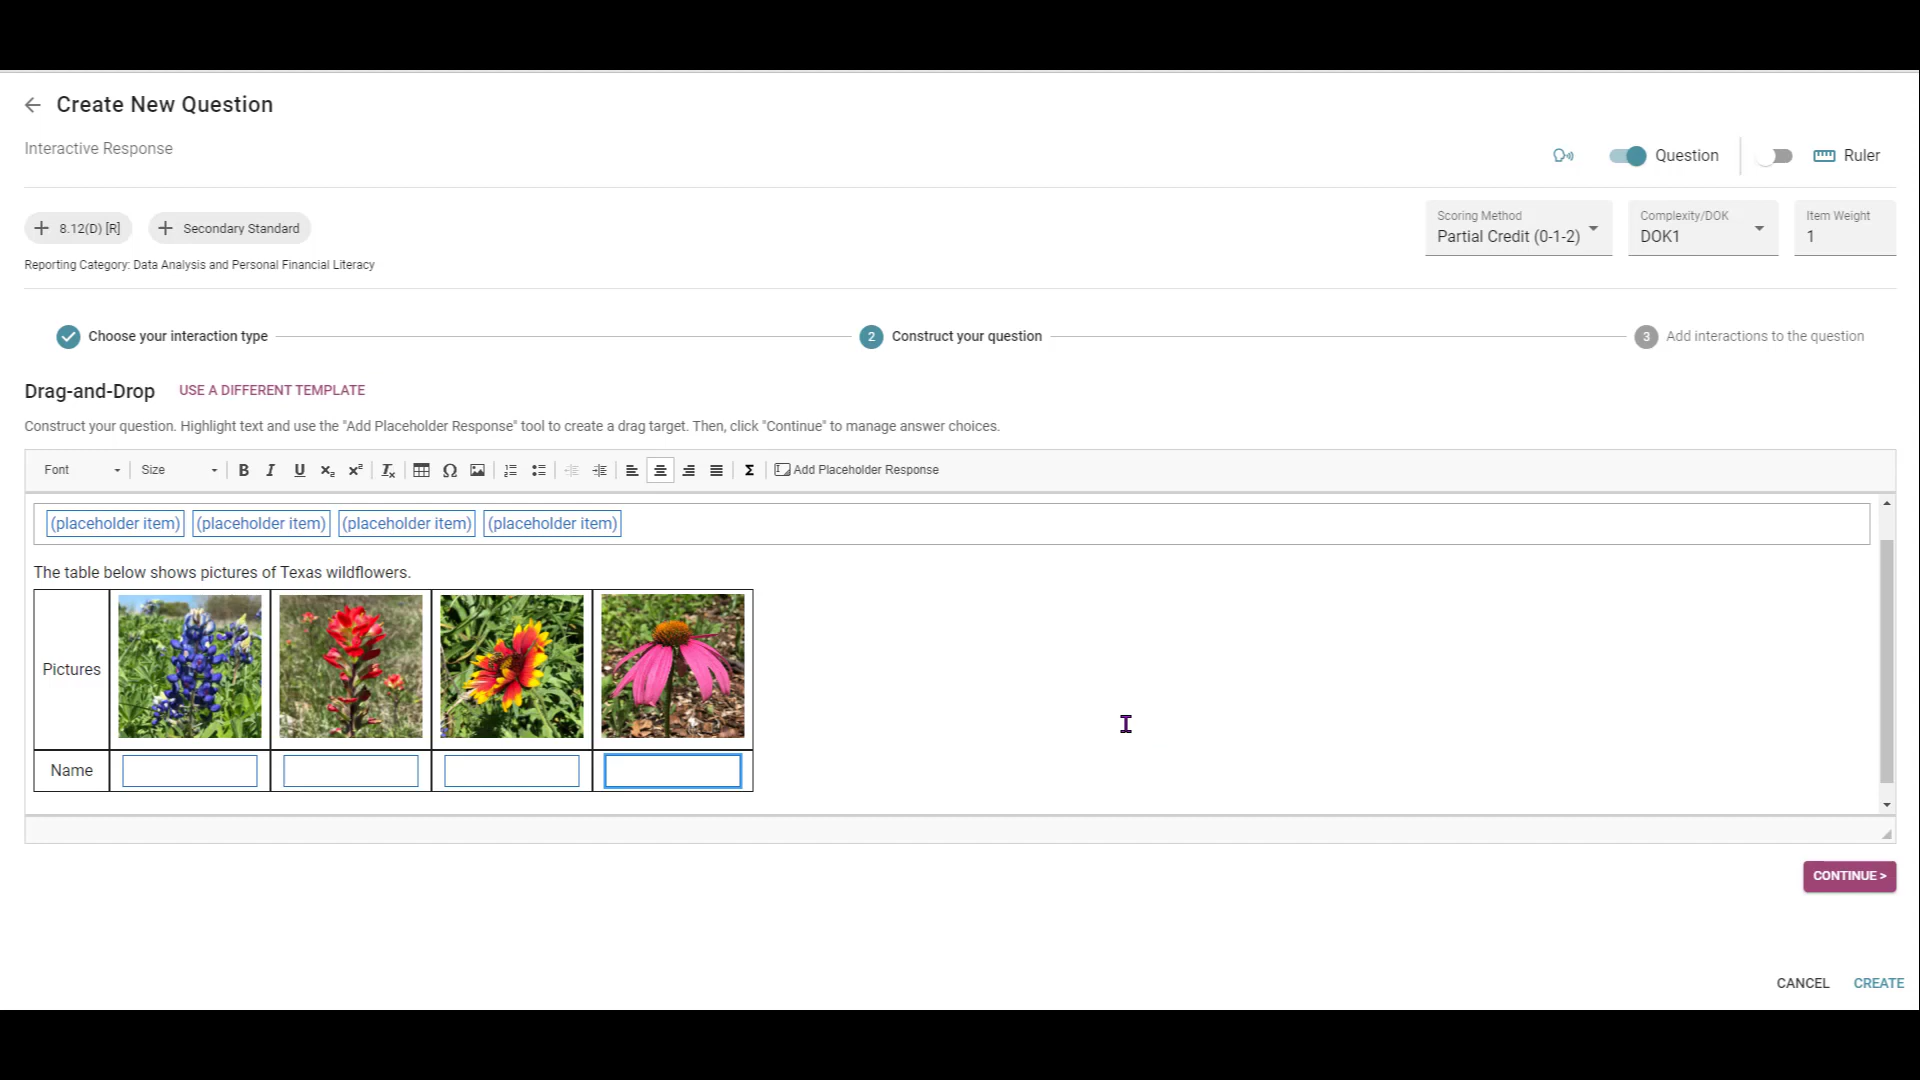 Create New Question
Interactive Response
Question
Ruler
8.12(D) [R]
Secondary Standard
Scoring Method
Partial Credit (0-1-2)
Complexity/DOK
DOK1
Item Weight
1
Reporting Category: Data Analysis and Personal Financial Literacy
Choose your interaction type
2 Construct your question
3 Add interactions to the question
Drag-and-Drop USE A DIFFERENT TEMPLATE
Construct your question. Highlight text and use the "Add Placeholder Response" tool to create a drag target. Then, click "Continue" to manage answer choices.
Font Size B I U X₂ X² Tx Ω Σ Add Placeholder Response
(placeholder item) (placeholder item) (placeholder item) (placeholder item)
The table below shows pictures of Texas wildflowers.
Pictures
Name
CONTINUE >
CANCEL CREATE